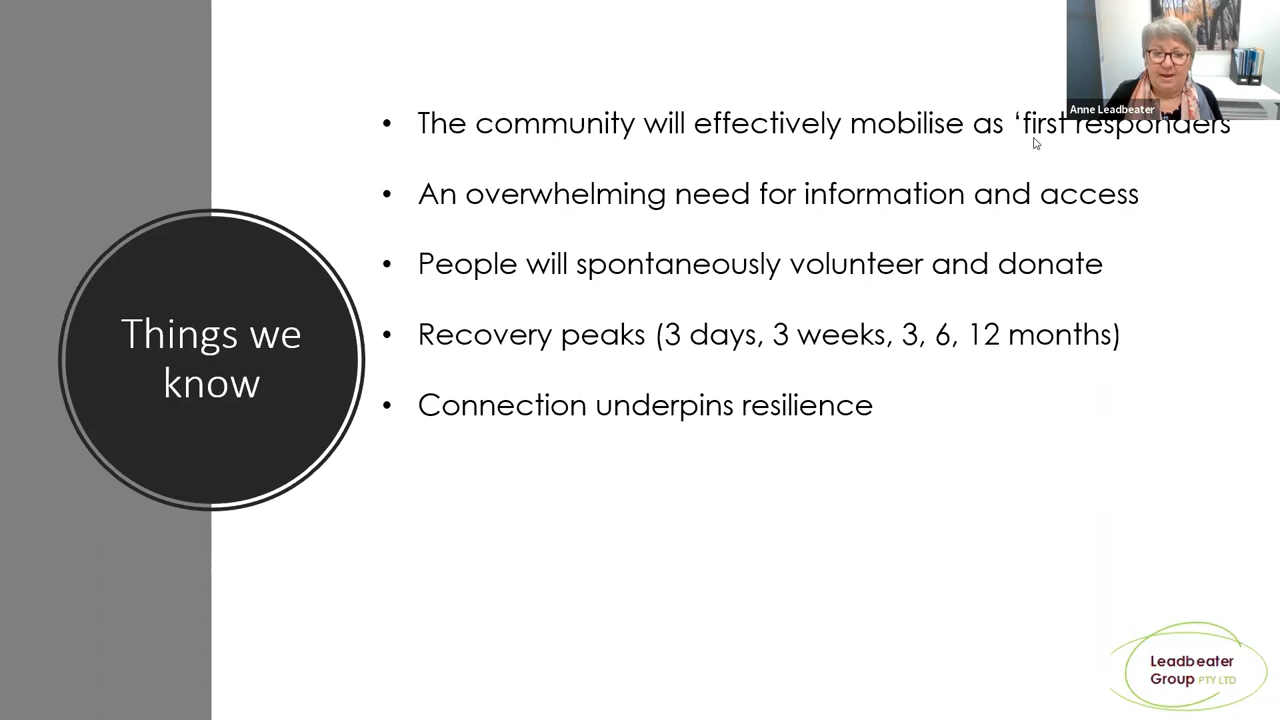 Anne Leadbeater
• The community will effectively mobilise as ‘first responders
• An overwhelming need for information and access
• People will spontaneously volunteer and donate
• Recovery peaks (3 days, 3 weeks, 3, 6, 12 months)
• Connection underpins resilience
Things we
know
Leadbeater
Group PTY LTD